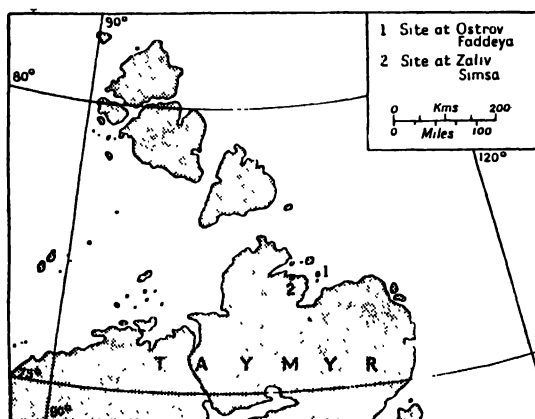 90°
1 Site at Ostrov
Faddeya
2 Site at Zaliv
Simsa
80°
0 Kms 200
0 Miles 100
120°
1
2
T A Y M Y R
75°